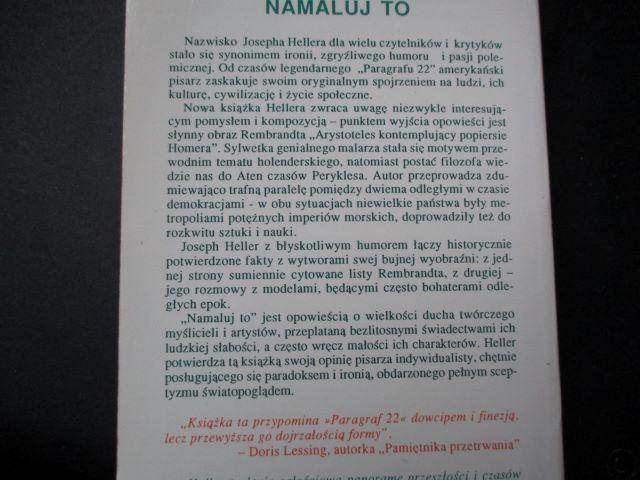 NAMALUJ TO
Nazwisko Josepha Hellera dla wielu czytelników i krytyków
stało się synonimem ironii, zgryźliwego humoru i pasji pole-
micznej. Od czasów legendarnego „Paragrafu 22” amerykański
pisarz zaskakuje swoim oryginalnym spojrzeniem na ludzi, ich
kulturę, cywilizację i życie społeczne.
Nowa książka Hellera zwraca uwagę niezwykle interesują-
cym pomysłem i kompozycją – punktem wyjścia opowieści jest
słynny obraz Rembrandta „Arystoteles kontemplujący popiersie
Homera”. Sylwetka genialnego malarza stała się motywem prze-
wodnim tematu holenderskiego, natomiast postać filozofa wie-
dzie nas do Aten czasów Peryklesa. Autor przeprowadza zdu-
miewająco trafną paralelę pomiędzy dwiema odległymi w czasie
demokracjami - w obu sytuacjach niewielkie państwa były me-
tropoliami potężnych imperiów morskich, doprowadziły też do
rozkwitu sztuki i nauki.
Joseph Heller z błyskotliwym humorem łączy historycznie
potwierdzone fakty z wytworami swej bujnej wyobraźni: z jed-
nej strony sumiennie cytowane listy Rembrandta, z drugiej –
jego rozmowy z modelami, będącymi często bohaterami odle-
głych epok.
„Namaluj to” jest opowieścią o wielkości ducha twórczego
myślicieli i artystów, przeplataną bezlitosnymi świadectwami ich
ludzkiej słabości, a często wręcz małości ich charakterów. Heller
potwierdza tą książką swoją opinię pisarza indywidualisty, chętnie
posługującego się paradoksem i ironią, obdarzonego pełnym scep-
tyzmu światopoglądem.
„Książka ta przypomina »Paragraf 22« dowcipem i finezją,
lecz przewyższa go dojrzałością formy”.
– Doris Lessing, autorka „Pamiętnika przetrwania”
panoramę przeszłości i czasów